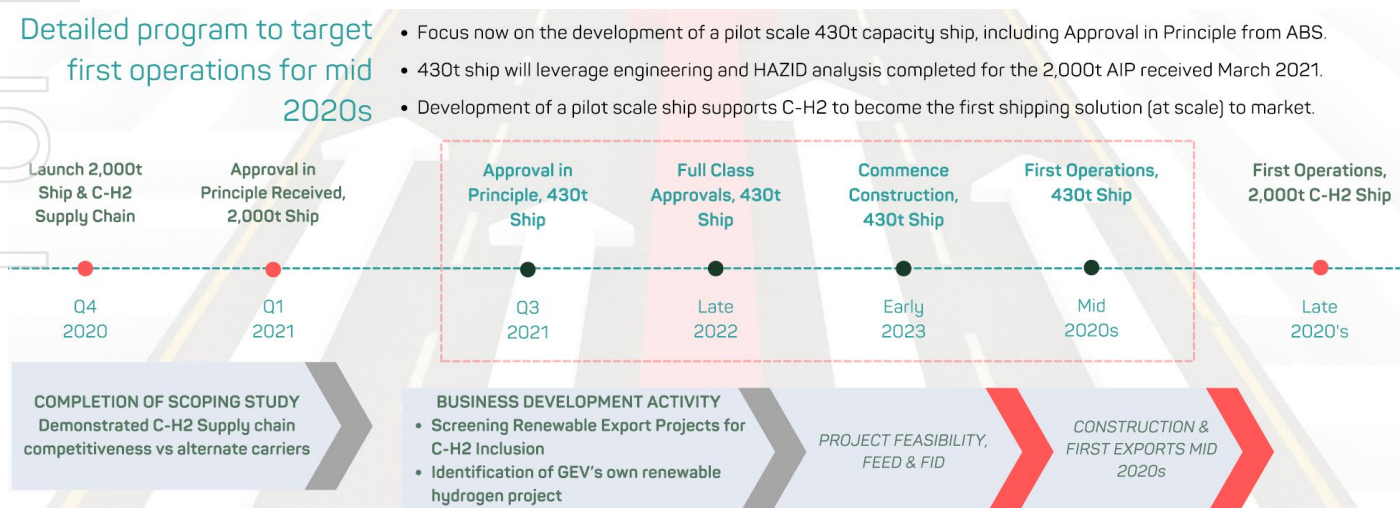 Detailed program to target
first operations for mid
2020s
• Focus now on the development of a pilot scale 430t capacity ship, including Approval in Principle from ABS.
• 430t ship will leverage engineering and HAZID analysis completed for the 2,000t AIP received March 2021.
• Development of a pilot scale ship supports C-H2 to become the first shipping solution (at scale) to market.
Launch 2,000t
Ship & C-H2
Supply Chain
Approval in
Principle Received,
2,000t Ship
Approval in
Principle, 430t
Ship
Full Class
Approvals, 430t
Ship
Commence
Construction,
430t Ship
First Operations,
430t Ship
First Operations,
2,000t C-H2 Ship
Q4
2020
Q1
2021
Q3
2021
Late
2022
Early
2023
Mid
2020s
Late
2020's
COMPLETION OF SCOPING STUDY
Demonstrated C-H2 Supply chain
competitiveness vs alternate carriers
BUSINESS DEVELOPMENT ACTIVITY
• Screening Renewable Export Projects for
C-H2 Inclusion
• Identification of GEV's own renewable
hydrogen project
PROJECT FEASIBILITY,
FEED & FID
CONSTRUCTION &
FIRST EXPORTS MID
2020s